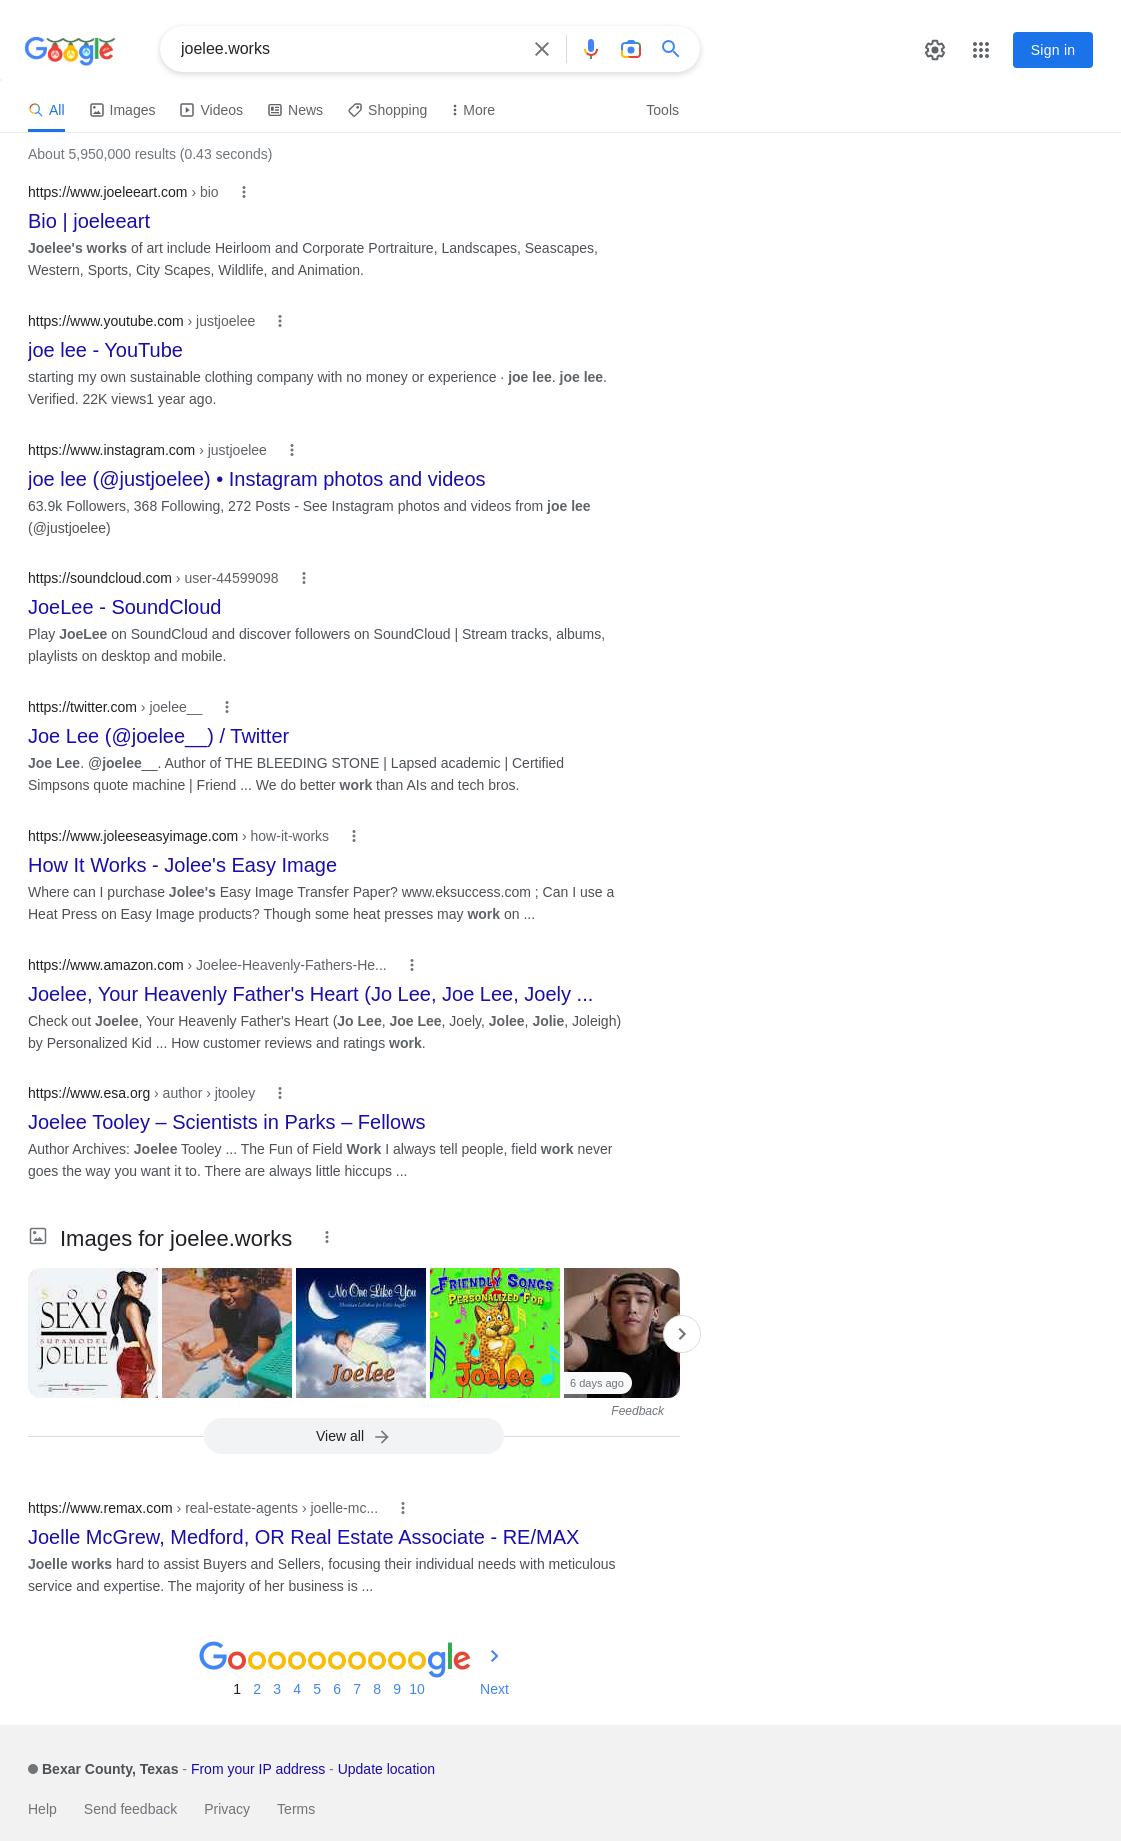 Google
joelee.works
Sign in
All
Images
Videos
News
Shopping
More
Tools
About 5,950,000 results (0.43 seconds)
https://www.joeleeart.com › bio
Bio | joeleeart
Joelee's works of art include Heirloom and Corporate Portraiture, Landscapes, Seascapes,
Western, Sports, City Scapes, Wildlife, and Animation.
https://www.youtube.com › justjoelee
joe lee - YouTube
starting my own sustainable clothing company with no money or experience · joe lee. joe lee.
Verified. 22K views1 year ago.
https://www.instagram.com › justjoelee
joe lee (@justjoelee) • Instagram photos and videos
63.9k Followers, 368 Following, 272 Posts - See Instagram photos and videos from joe lee
(@justjoelee)
https://soundcloud.com › user-44599098
JoeLee - SoundCloud
Play JoeLee on SoundCloud and discover followers on SoundCloud | Stream tracks, albums,
playlists on desktop and mobile.
https://twitter.com › joelee__
Joe Lee (@joelee__) / Twitter
Joe Lee. @joelee__. Author of THE BLEEDING STONE | Lapsed academic | Certified
Simpsons quote machine | Friend ... We do better work than AIs and tech bros.
https://www.joleeseasyimage.com › how-it-works
How It Works - Jolee's Easy Image
Where can I purchase Jolee's Easy Image Transfer Paper? www.eksuccess.com ; Can I use a
Heat Press on Easy Image products? Though some heat presses may work on ...
https://www.amazon.com › Joelee-Heavenly-Fathers-He...
Joelee, Your Heavenly Father's Heart (Jo Lee, Joe Lee, Joely ...
Check out Joelee, Your Heavenly Father's Heart (Jo Lee, Joe Lee, Joely, Jolee, Jolie, Joleigh)
by Personalized Kid ... How customer reviews and ratings work.
https://www.esa.org › author › jtooley
Joelee Tooley – Scientists in Parks – Fellows
Author Archives: Joelee Tooley ... The Fun of Field Work I always tell people, field work never
goes the way you want it to. There are always little hiccups ...
Images for joelee.works
SOO
SEXY
SUPAMODEL
JOELEE
No One Like You
Joelee
FRIENDLY SONGS
PERSONALIZED FOR
Joelee
6 days ago
Feedback
View all
https://www.remax.com › real-estate-agents › joelle-mc...
Joelle McGrew, Medford, OR Real Estate Associate - RE/MAX
Joelle works hard to assist Buyers and Sellers, focusing their individual needs with meticulous
service and expertise. The majority of her business is ...
Goooooooooogle
1 2 3 4 5 6 7 8 9 10 Next
Bexar County, Texas - From your IP address - Update location
Help
Send feedback
Privacy
Terms